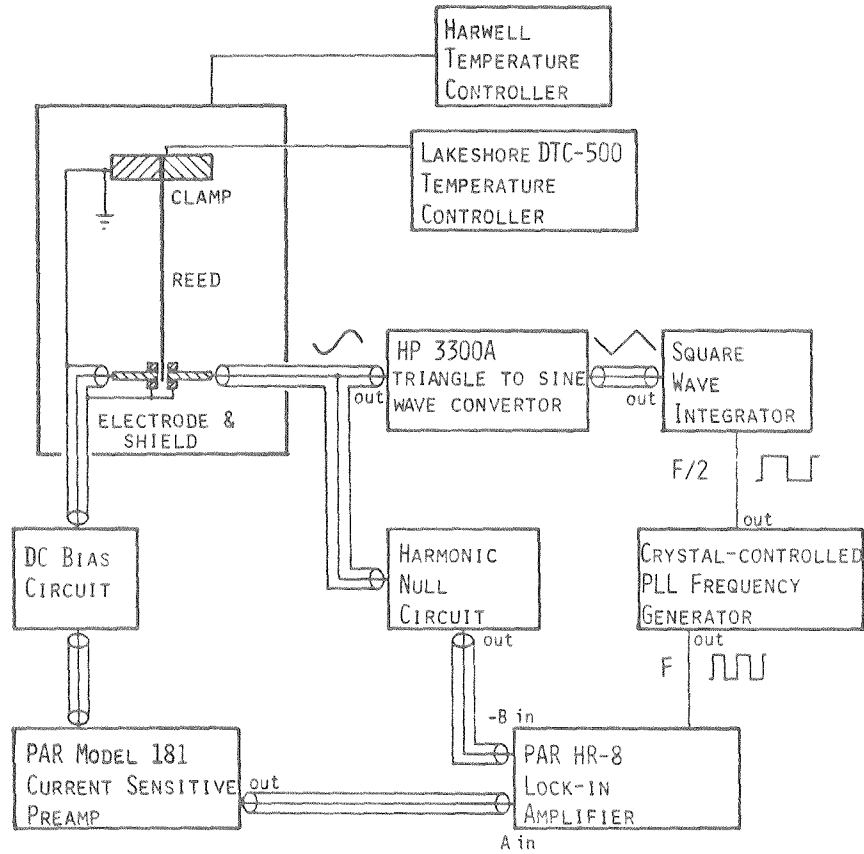 HARWELL
TEMPERATURE
CONTROLLER
LAKESHORE DTC-500
TEMPERATURE
CONTROLLER
CLAMP
REED
ELECTRODE &
SHIELD
HP 3300A
TRIANGLE TO SINE
WAVE CONVERTOR
out
SQUARE
WAVE
INTEGRATOR
out
F/2
out
DC BIAS
CIRCUIT
HARMONIC
NULL
CIRCUIT
out
CRYSTAL-CONTROLLED
PLL FREQUENCY
GENERATOR
out
F
-B in
PAR MODEL 181
CURRENT SENSITIVE
PREAMP
out
PAR HR-8
LOCK-IN
AMPLIFIER
A in